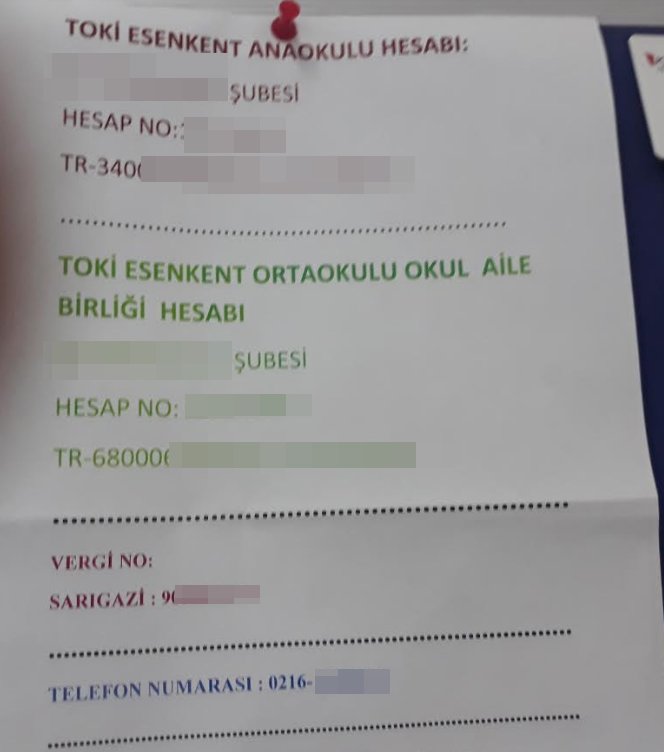 TOKİ ESENKENT ANAOKULU HESABI:
ŞUBESİ
HESAP NO:
TR-340
TOKİ ESENKENT ORTAOKULU OKUL AİLE
BİRLİĞİ HESABI
ŞUBESİ
HESAP NO:
TR-68000
VERGİ NO:
SARIGAZİ : 9
TELEFON NUMARASI : 0216-